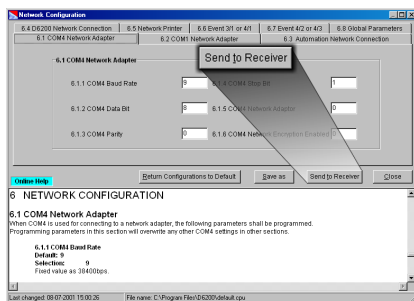 Network Configuration
6.4 D6200 Network Connection
6.5 Network Printer
6.6 Event 3/1 or 4/1
6.7 Event 4/2 or 4/3
6.8 Global Parameters
6.1 COM4 Network Adapter
6.2 COM1 Network Adapter
6.3 Automation Network Connection
6.1 COM4 Network Adapter
Send to Receiver
6.1.1 COM4 Baud Rate
9
6.1.4 COM4 Stop Bit
1
6.1.2 COM4 Data Bit
8
6.1.5 COM4 Network Adaptor
0
6.1.3 COM4 Parity
0
6.1.6 COM4 Network Encryption Enabled
0
Online Help
Return Configurations to Default
Save as
Send to Receiver
Close
6 NETWORK CONFIGURATION
6.1 COM4 Network Adapter
When COM4 is used for connecting to a network adapter, the following parameters shall be programmed.
Programming parameters in this section will overwrite any other COM4 settings in other sections.
6.1.1 COM4 Baud Rate
Default: 9
Selection: 9
Fixed value as 38400bps.
Last changed: 08-07-2001 15:00:26
File name: C:\Program Files\D6200\default.cpu